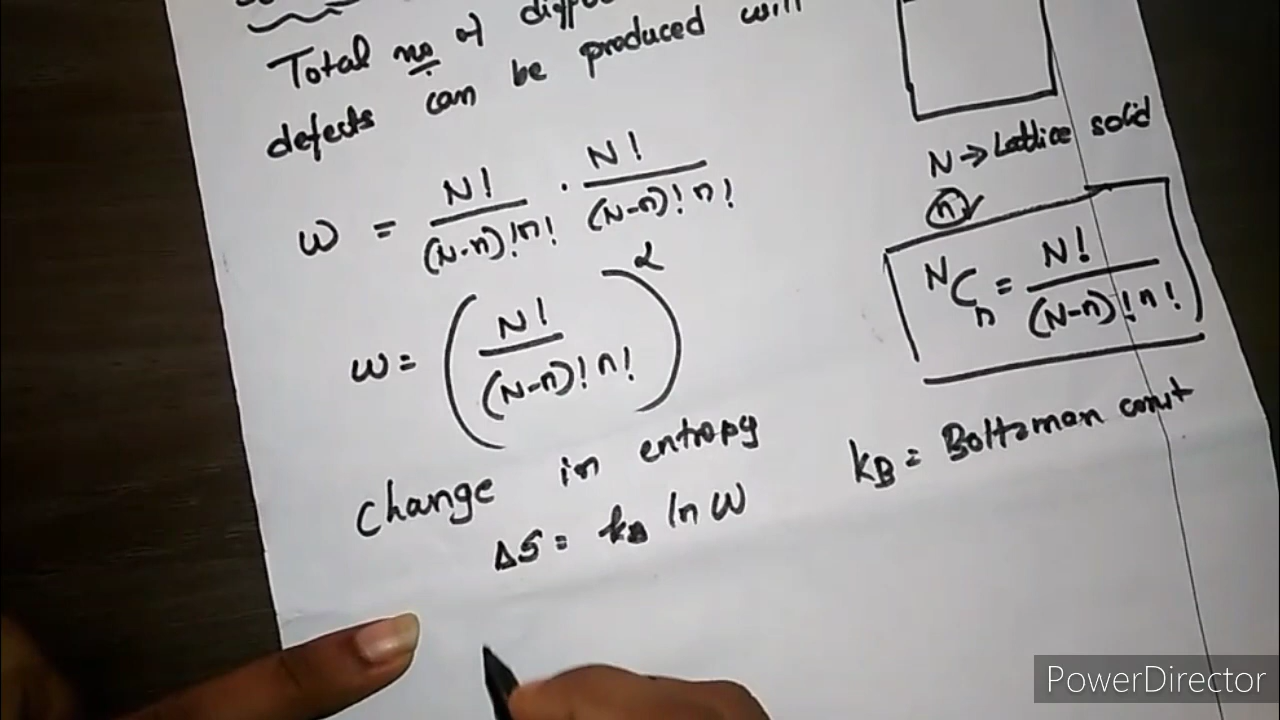 Total no of
defects can be produced will
ω = N! / (N-n)! n! . N! / (N-n)! n!
ω = ( N! / (N-n)! n! )²
Change in entropy
ΔS = kB ln ω
N → Lattice solid
n
N C n = N! / (N-n)! n!
kB = Boltzman const
PowerDirector